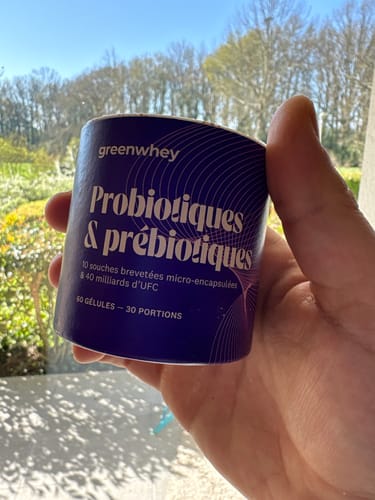 greenwhey
Probiotiques
& prébiotiques
10 souches brevetées micro-encapsulées
& 40 milliards d'UFC
60 GÉLULES — 30 PORTIONS